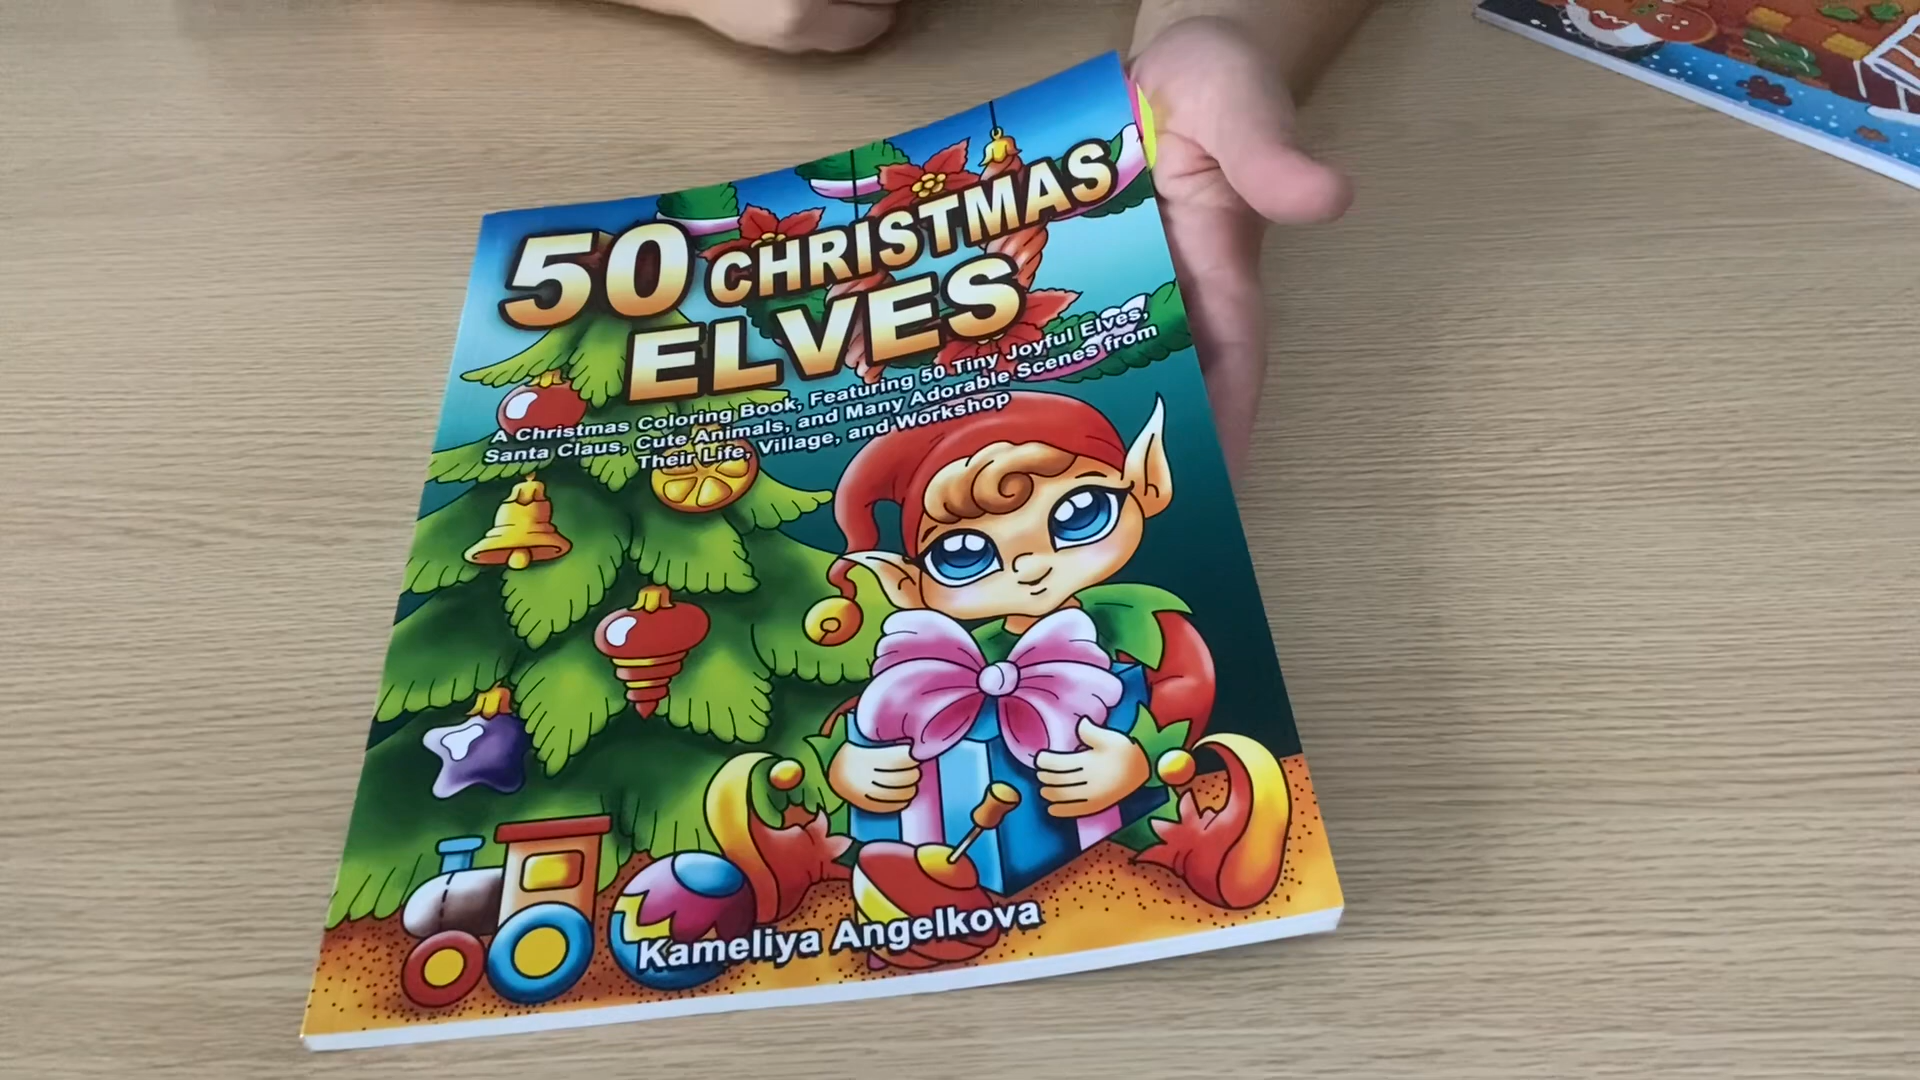 50 CHRISTMAS
ELVES
A Christmas Coloring Book, Featuring 50 Tiny Joyful Elves,
Santa Claus, Cute Animals, and Many Adorable Scenes from
Their Life, Village, and Workshop
Kameliya Angelkova